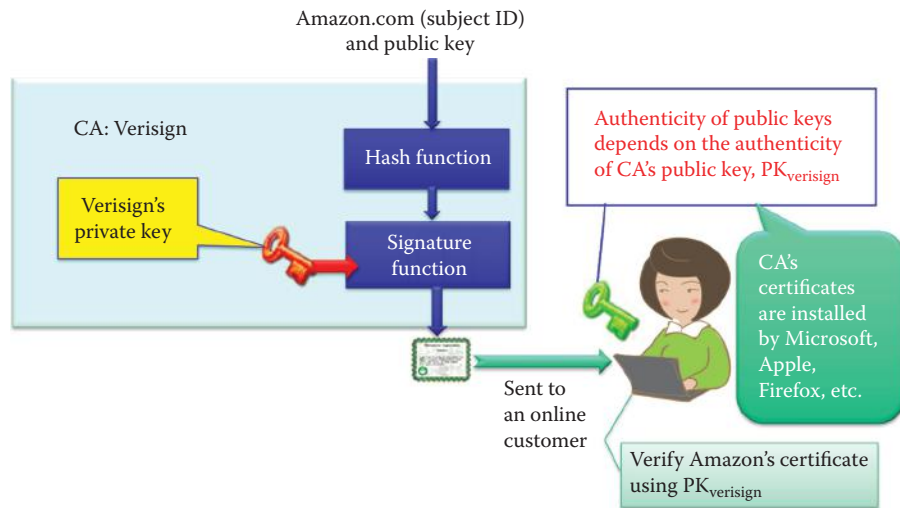 Amazon.com (subject ID)
and public key
CA: Verisign
Hash function
Verisign's
private key
Signature
function
Authenticity of public keys
depends on the authenticity
of CA's public key, PKverisign
CA's
certificates
are installed
by Microsoft,
Apple,
Firefox, etc.
Sent to
an online
customer
Verify Amazon's certificate
using PKverisign